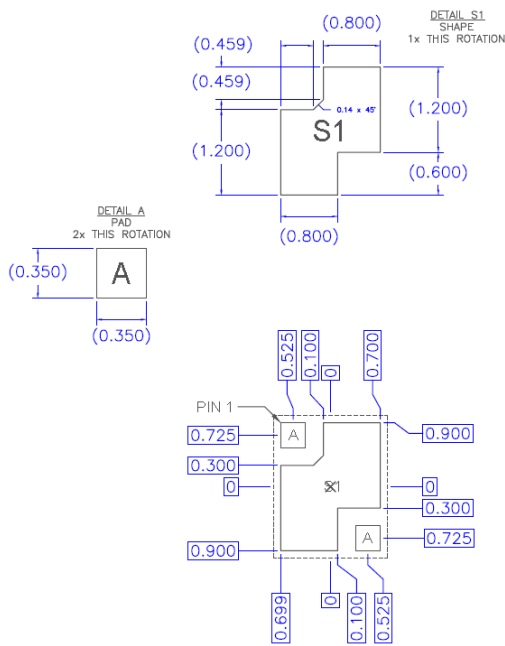 DETAIL S1
SHAPE
1x THIS ROTATION
(0.800)
(0.459)
(0.459)
0.14 x 45°
(1.200)
S1
(1.200)
(0.600)
(0.800)
DETAIL A
PAD
2x THIS ROTATION
(0.350)
A
(0.350)
0.525
0.100
0
0.700
PIN 1
0.725
A
0.900
0.300
0
S1
0
0.300
A
0.725
0.900
0.699
0
0.100
0.525